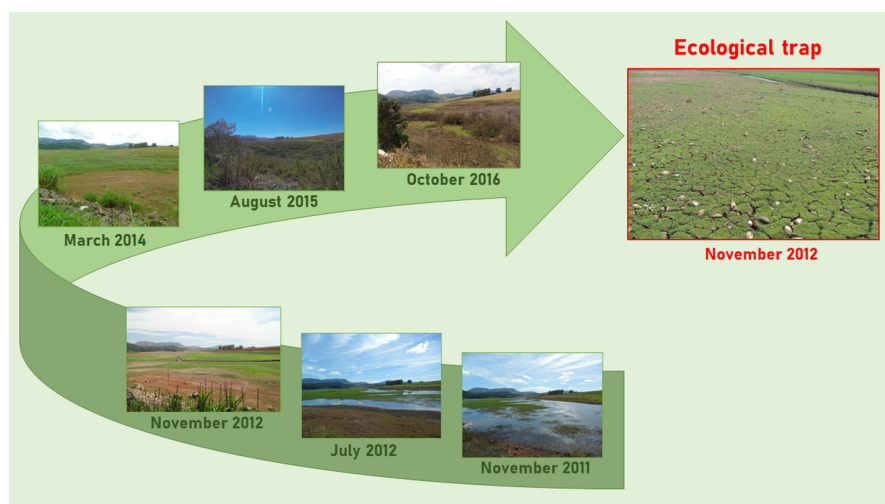 Ecological trap
October 2016
August 2015
March 2014
November 2012
November 2012
July 2012
November 2011